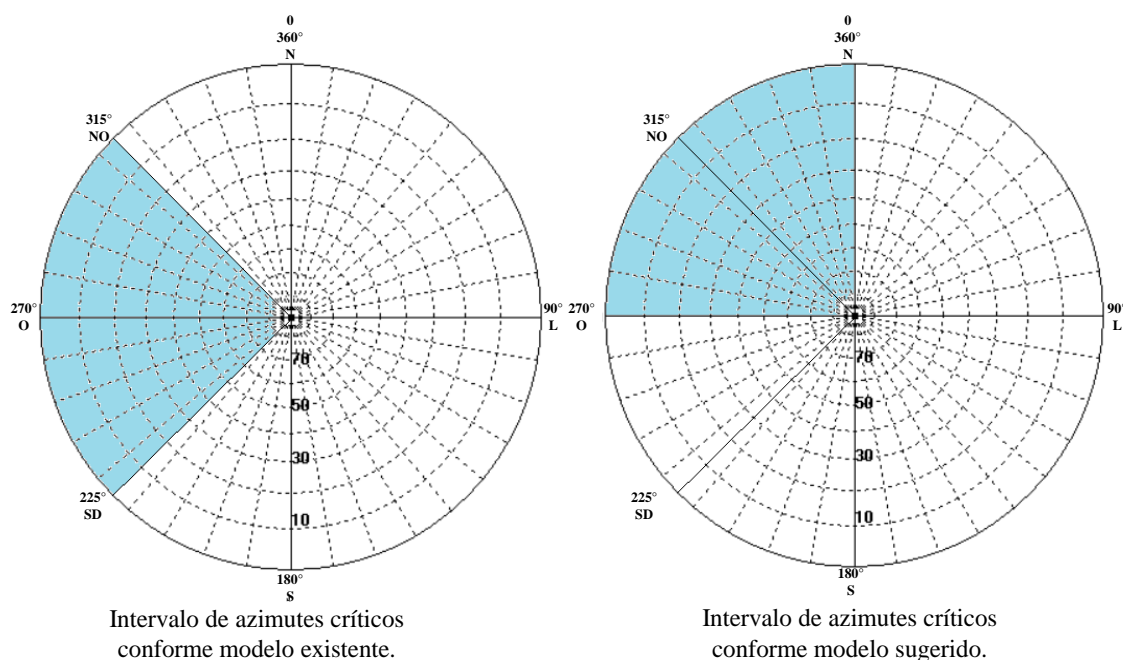 0
360°
N
315°
NO
270°
O
90°
L
70
50
30
10
225°
SD
180°
S
Intervalo de azimutes críticos
conforme modelo existente.
0
360°
N
315°
NO
270°
O
90°
L
70
50
30
10
225°
SD
180°
S
Intervalo de azimutes críticos
conforme modelo sugerido.